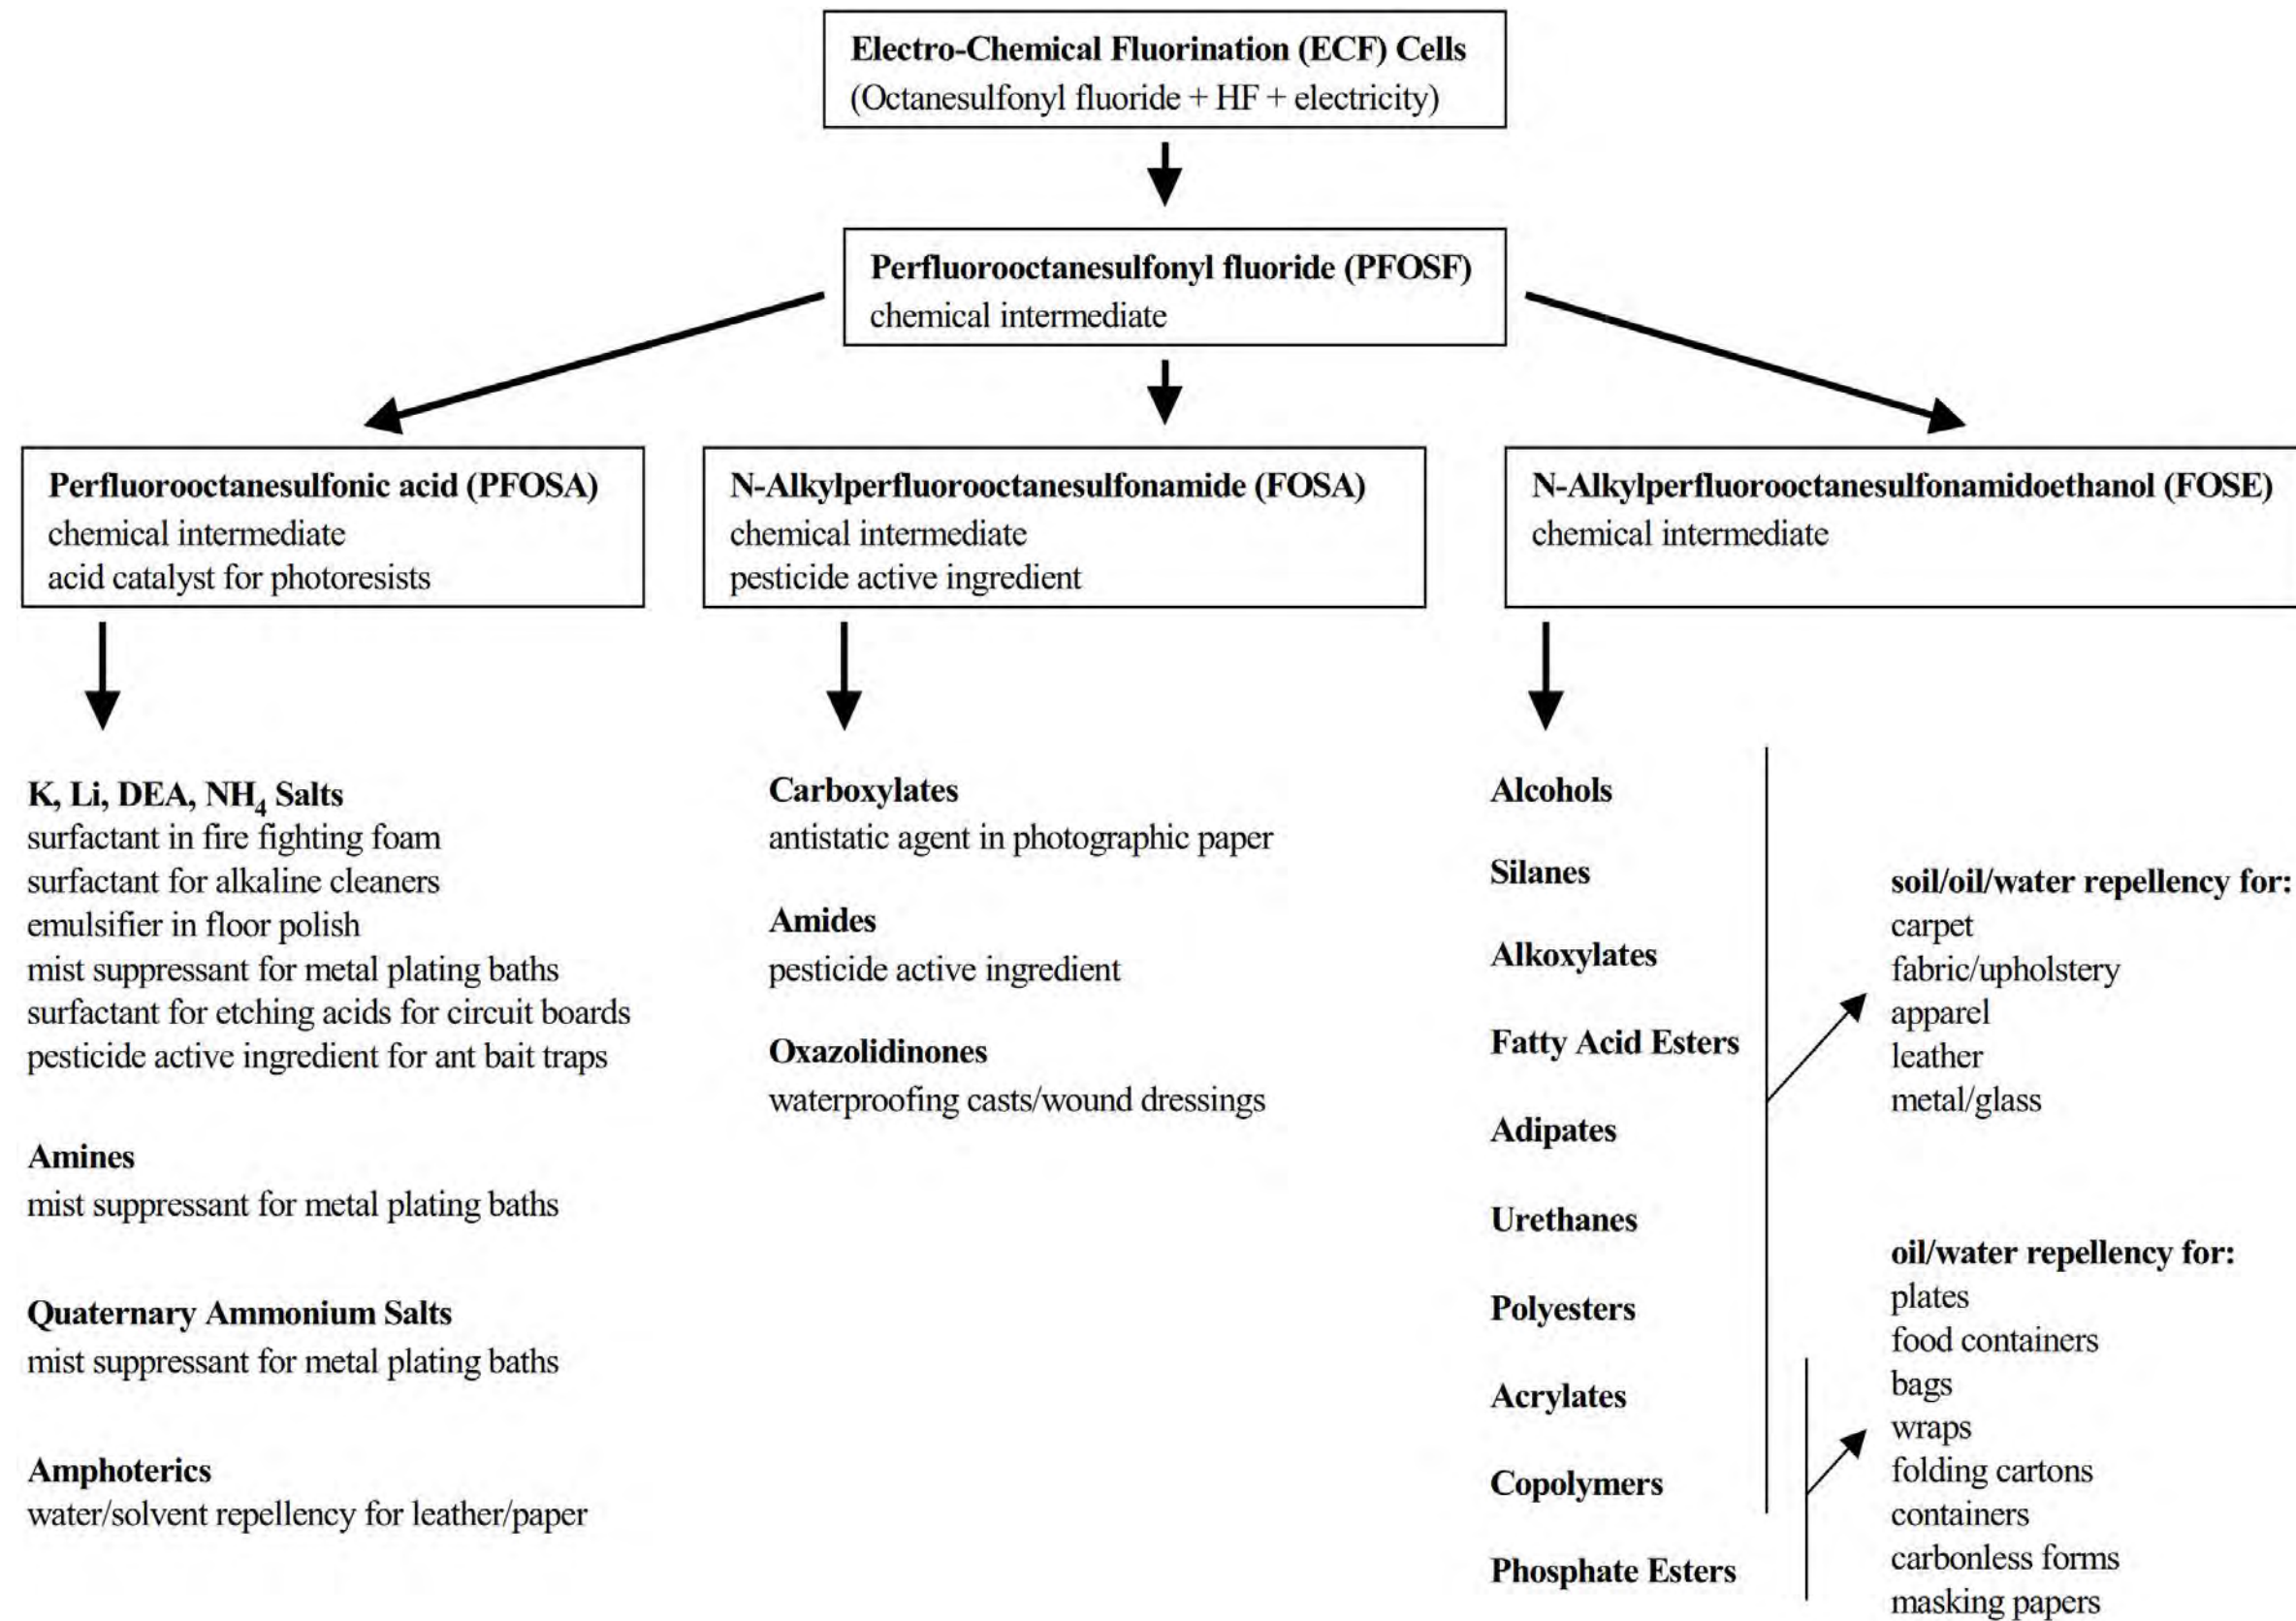 Electro-Chemical Fluorination (ECF) Cells
(Octanesulfonyl fluoride + HF + electricity)
Perfluorooctanesulfonyl fluoride (PFOSF)
chemical intermediate
Perfluorooctanesulfonic acid (PFOSA)
chemical intermediate
acid catalyst for photoresists
N-Alkylperfluorooctanesulfonamide (FOSA)
chemical intermediate
pesticide active ingredient
N-Alkylperfluorooctanesulfonamidoethanol (FOSE)
chemical intermediate
K, Li, DEA, NH4 Salts
surfactant in fire fighting foam
surfactant for alkaline cleaners
emulsifier in floor polish
mist suppressant for metal plating baths
surfactant for etching acids for circuit boards
pesticide active ingredient for ant bait traps
Amines
mist suppressant for metal plating baths
Quaternary Ammonium Salts
mist suppressant for metal plating baths
Amphoterics
water/solvent repellency for leather/paper
Carboxylates
antistatic agent in photographic paper
Amides
pesticide active ingredient
Oxazolidinones
waterproofing casts/wound dressings
Alcohols
Silanes
Alkoxylates
Fatty Acid Esters
Adipates
Urethanes
Polyesters
Acrylates
Copolymers
Phosphate Esters
soil/oil/water repellency for:
carpet
fabric/upholstery
apparel
leather
metal/glass
oil/water repellency for:
plates
food containers
bags
wraps
folding cartons
containers
carbonless forms
masking papers